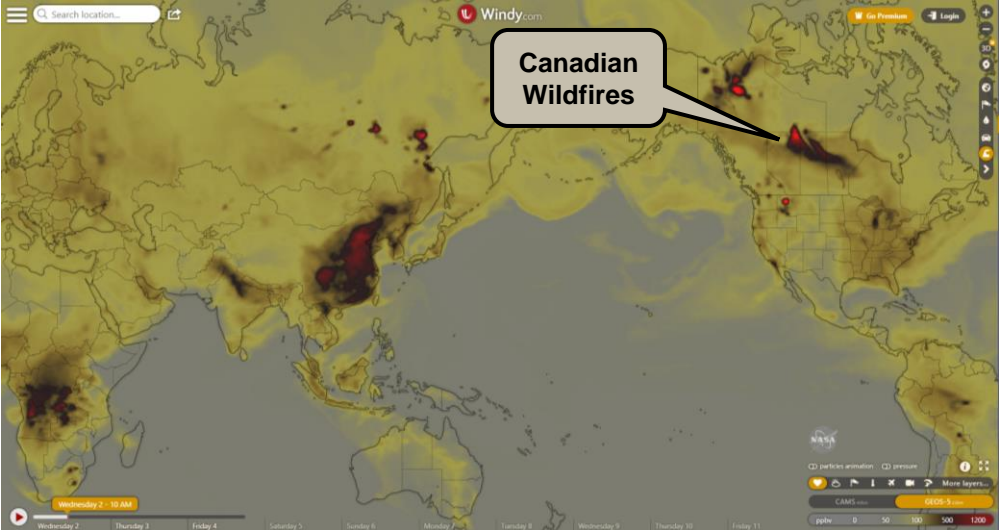 Search location...
Windy.com
Go Premium
Login
3D
Canadian
Wildfires
NASA
particles animation
pressure
More layers...
CAMS
GEOS-5
ppbv 0 50 100 500 1200
Wednesday 2 - 10 AM
Wednesday 2 Thursday 3 Friday 4 Saturday 5 Sunday 6 Monday 7 Tuesday 8 Wednesday 9 Thursday 10 Friday 11